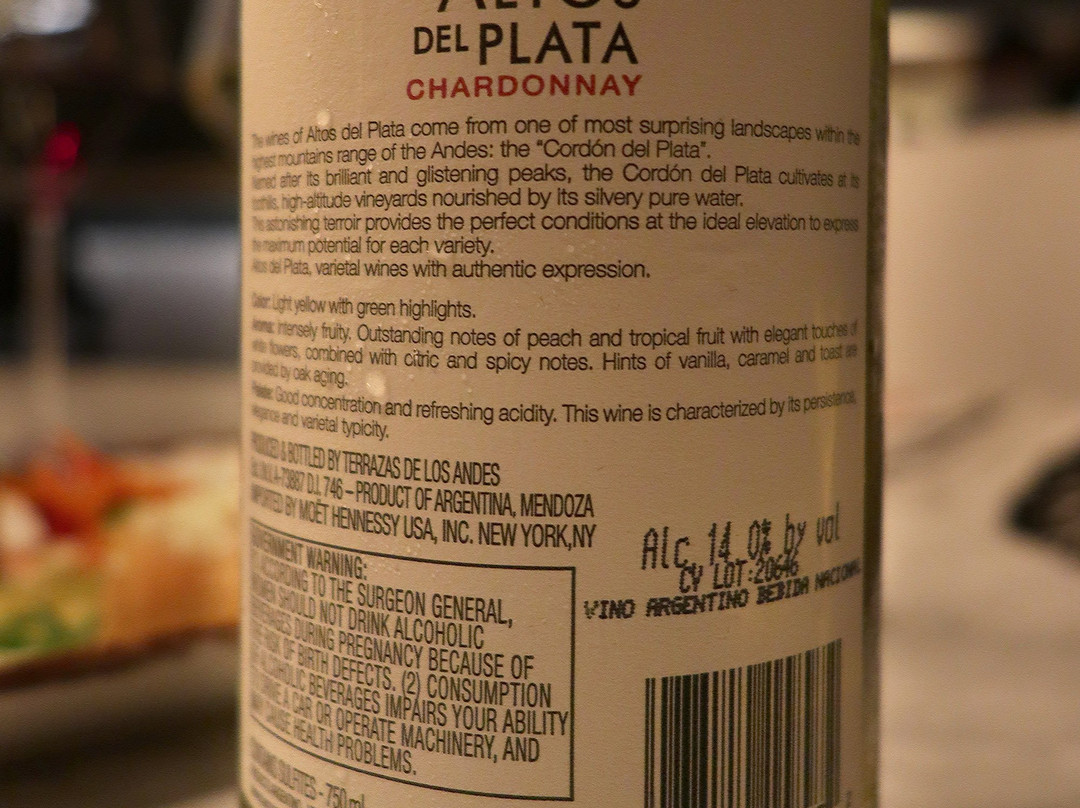 ALTOS
DEL PLATA
CHARDONNAY
The wines of Altos del Plata come from one of most surprising landscapes within the
highest mountains range of the Andes: the “Cordón del Plata”.
Named after its brilliant and glistening peaks, the Cordón del Plata cultivates at its
foothills, high-altitude vineyards nourished by its silvery pure water.
This astonishing terroir provides the perfect conditions at the ideal elevation to express
the maximum potential for each variety.
Altos del Plata, varietal wines with authentic expression.
Color: Light yellow with green highlights.
Aroma: Intensely fruity. Outstanding notes of peach and tropical fruit with elegant touches of
white flowers, combined with citric and spicy notes. Hints of vanilla, caramel and toast are
provided by oak aging.
Palate: Good concentration and refreshing acidity. This wine is characterized by its persistence,
elegance and varietal typicity.
PRODUCED & BOTTLED BY TERRAZAS DE LOS ANDES
A-73887 D.I. 746 – PRODUCT OF ARGENTINA, MENDOZA
IMPORTED BY MOËT HENNESSY USA, INC. NEW YORK,NY
GOVERNMENT WARNING:
(1) ACCORDING TO THE SURGEON GENERAL,
WOMEN SHOULD NOT DRINK ALCOHOLIC
BEVERAGES DURING PREGNANCY BECAUSE OF
THE RISK OF BIRTH DEFECTS. (2) CONSUMPTION
OF ALCOHOLIC BEVERAGES IMPAIRS YOUR ABILITY
TO DRIVE A CAR OR OPERATE MACHINERY, AND
MAY CAUSE HEALTH PROBLEMS.
SULFITES - 750 ml
Alc. 14.0% by vol
CY LOT:20646
VINO ARGENTINO BEBIDA NACIONAL